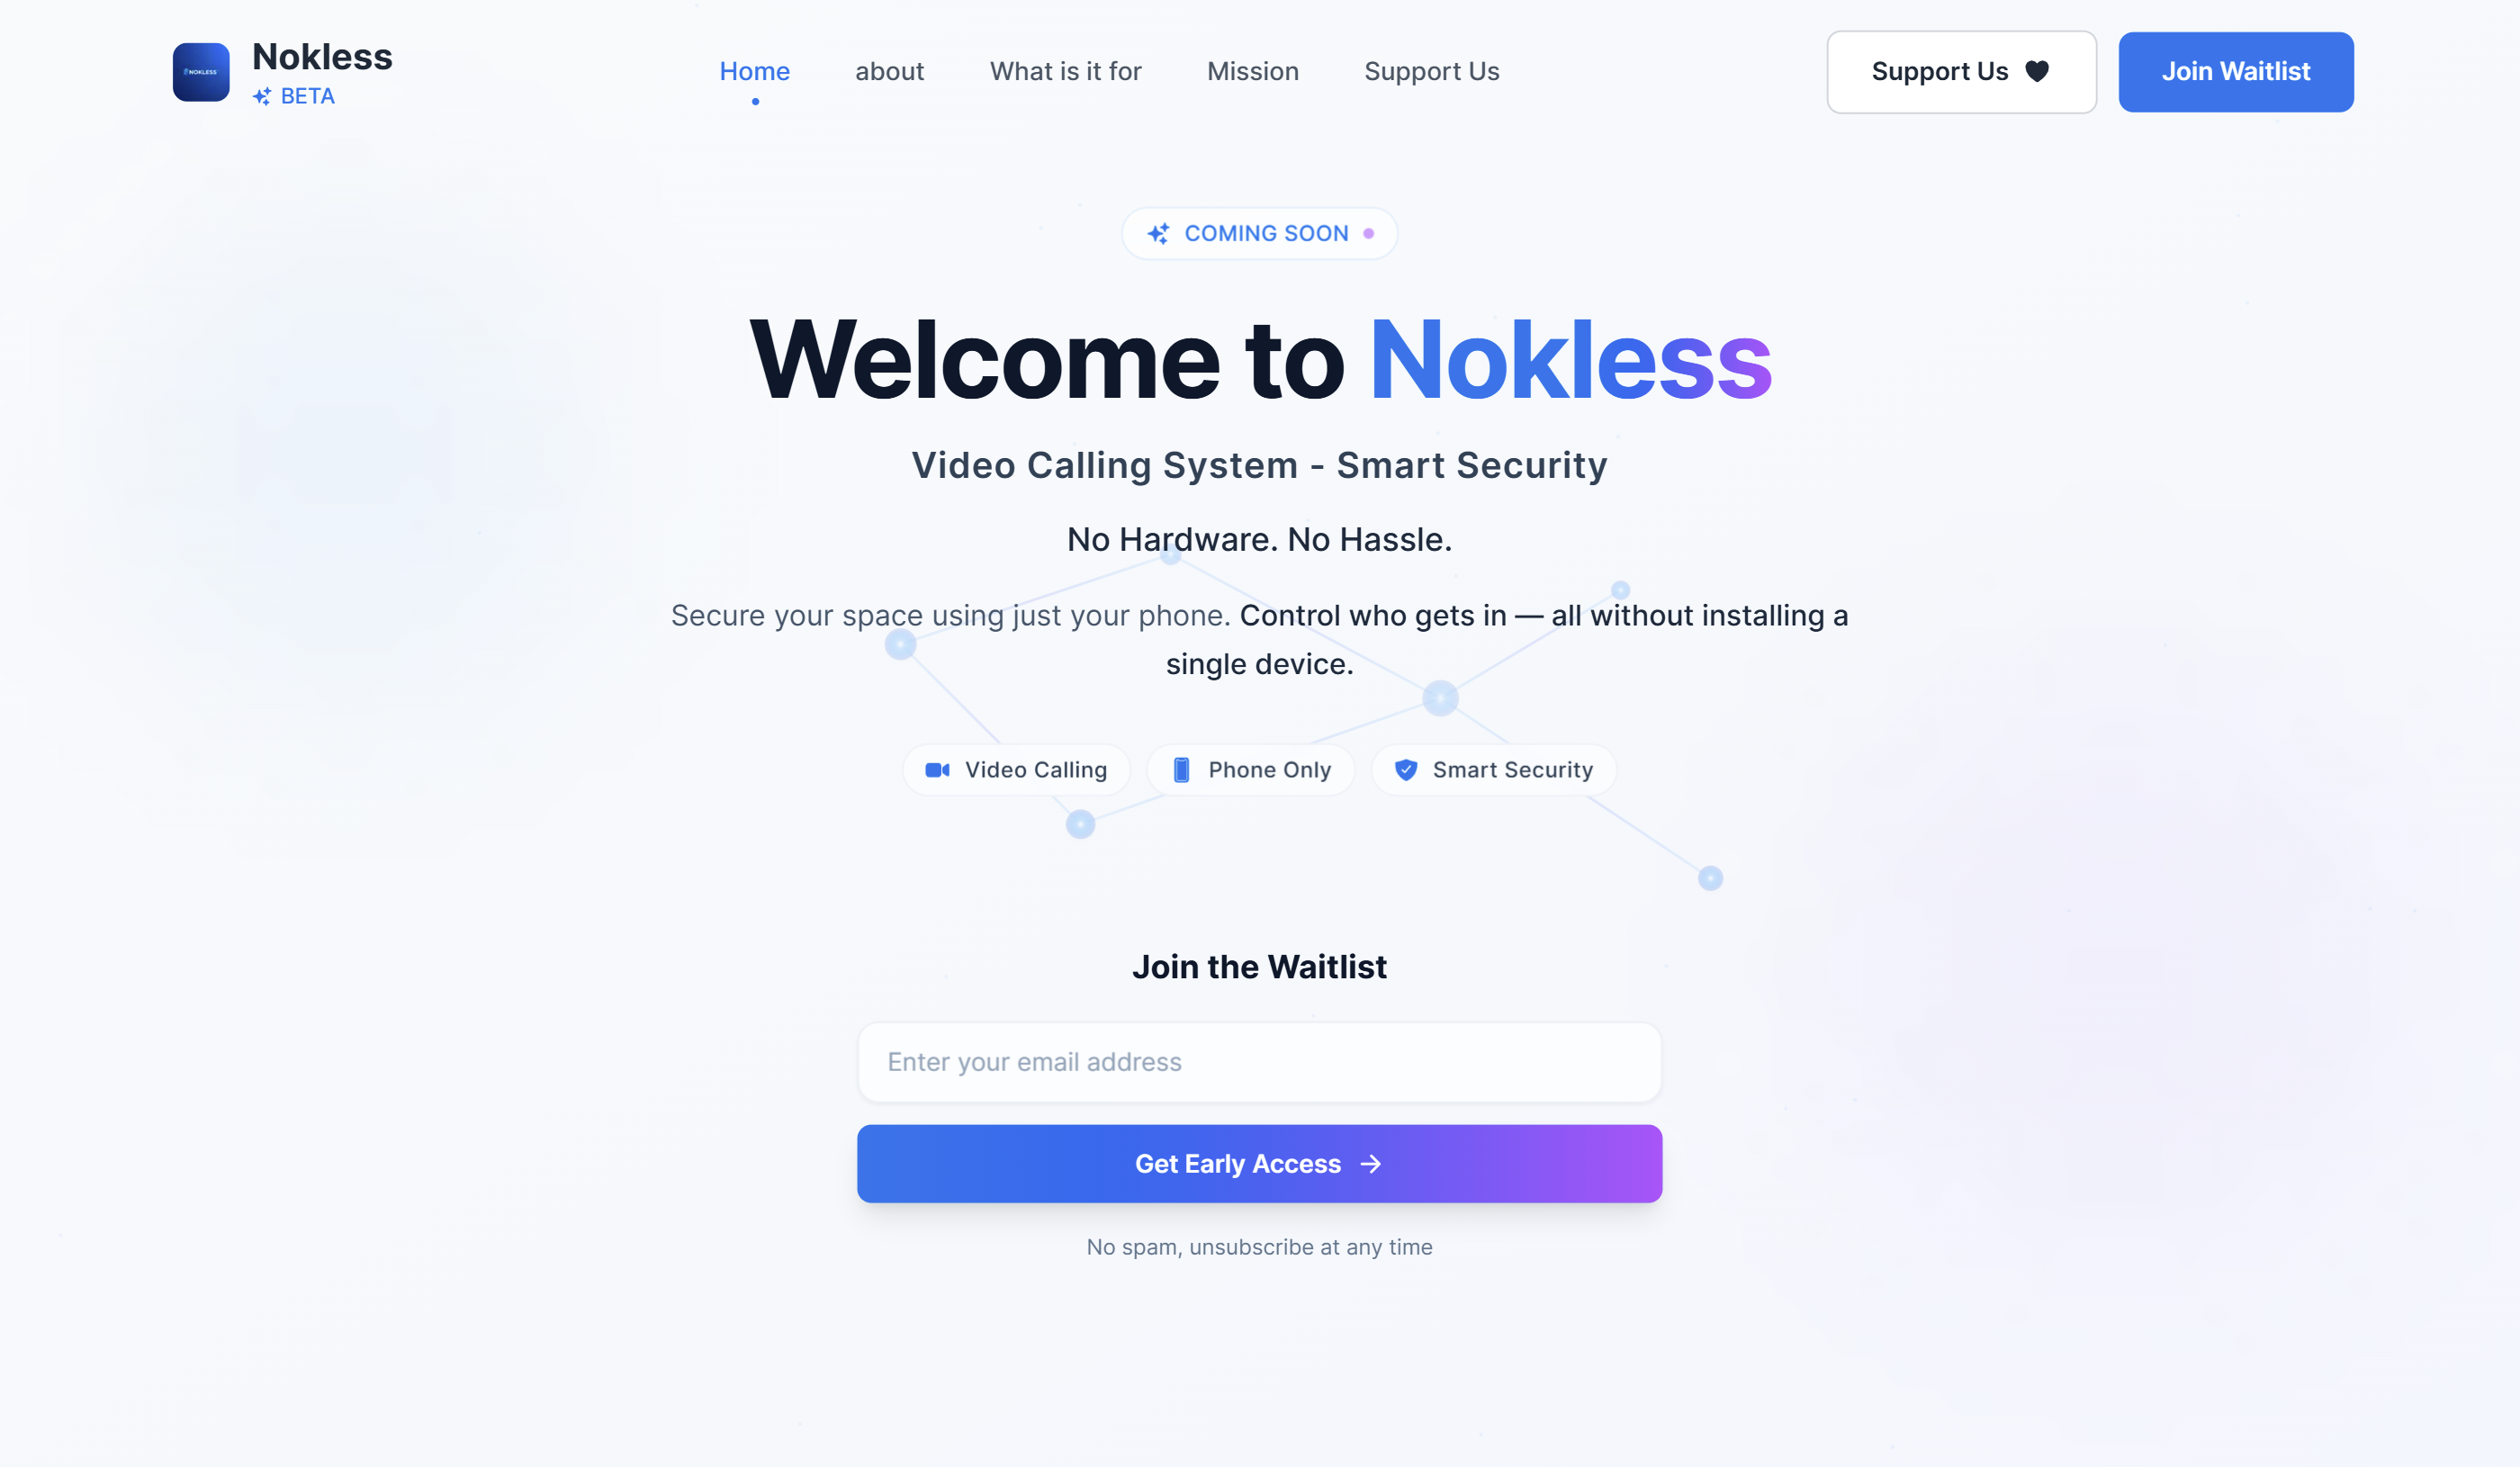 NOKLESS
Nokless
BETA
Home
about
What is it for
Mission
Support Us
Support Us
Join Waitlist
COMING SOON
Welcome to Nokless
Video Calling System - Smart Security
No Hardware. No Hassle.
Secure your space using just your phone. Control who gets in — all without installing a
single device.
Video Calling
Phone Only
Smart Security
Join the Waitlist
Enter your email address
Get Early Access
No spam, unsubscribe at any time